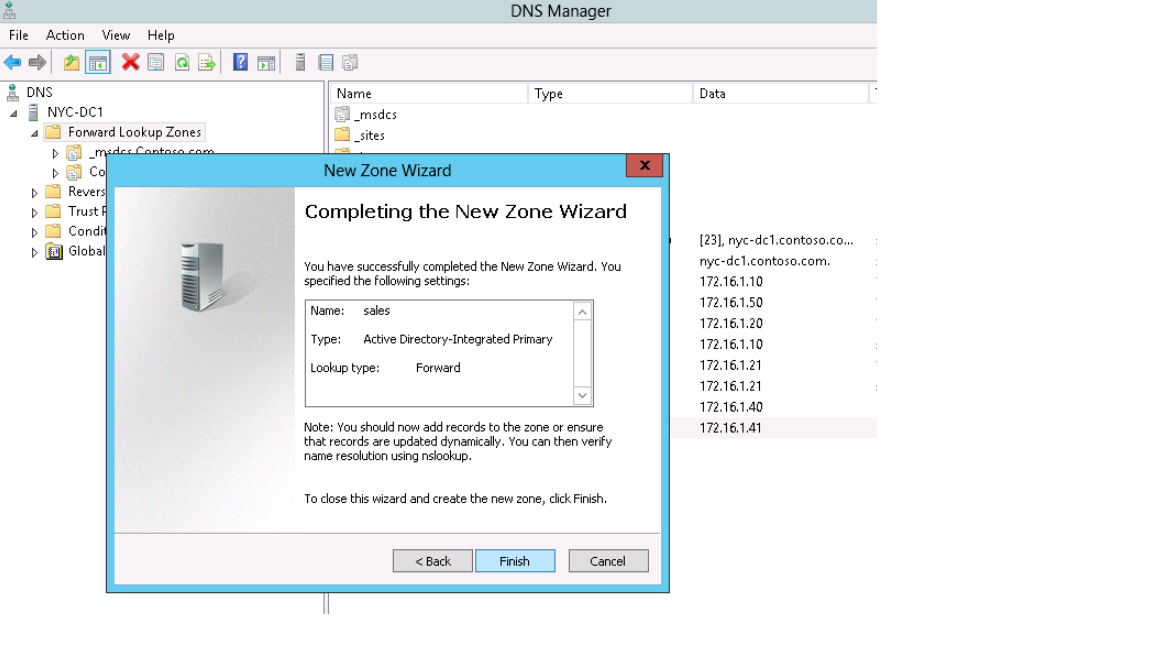 DNS Manager
File Action View Help
DNS
NYC-DC1
Forward Lookup Zones
_msdcs.Contoso.com
Co
Revers
Trust P
Condit
Global
Name Type Data
_msdcs
_sites
[23], nyc-dc1.contoso.co...
nyc-dc1.contoso.com.
172.16.1.10
172.16.1.50
172.16.1.20
172.16.1.10
172.16.1.21
172.16.1.21
172.16.1.40
172.16.1.41
New Zone Wizard
x
Completing the New Zone Wizard
You have successfully completed the New Zone Wizard. You
specified the following settings:
Name: sales
Type: Active Directory-Integrated Primary
Lookup type: Forward
Note: You should now add records to the zone or ensure
that records are updated dynamically. You can then verify
name resolution using nslookup.
To close this wizard and create the new zone, click Finish.
< Back Finish Cancel